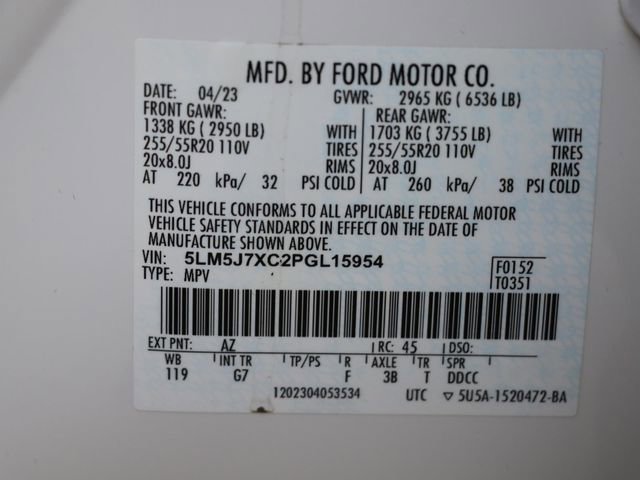 MFD. BY FORD MOTOR CO.
DATE: 04/23 GVWR: 2965 KG ( 6536 LB)
FRONT GAWR: REAR GAWR:
1338 KG ( 2950 LB) WITH 1703 KG ( 3755 LB) WITH
255/55R20 110V TIRES 255/55R20 110V TIRES
20x8.0J RIMS 20x8.0J RIMS
AT 220 kPa/ 32 PSI COLD AT 260 kPa/ 38 PSI COLD
THIS VEHICLE CONFORMS TO ALL APPLICABLE FEDERAL MOTOR
VEHICLE SAFETY STANDARDS IN EFFECT ON THE DATE OF
MANUFACTURE SHOWN ABOVE.
VIN: 5LM5J7XC2PGL15954 F0152
TYPE: MPV T0351
EXT PNT: AZ RC: 45 DSO:
WB INT TR TP/PS R AXLE TR SPR
119 G7 F 3B T DDCC
1202304053534 UTC ▽ 5U5A-1520472-BA